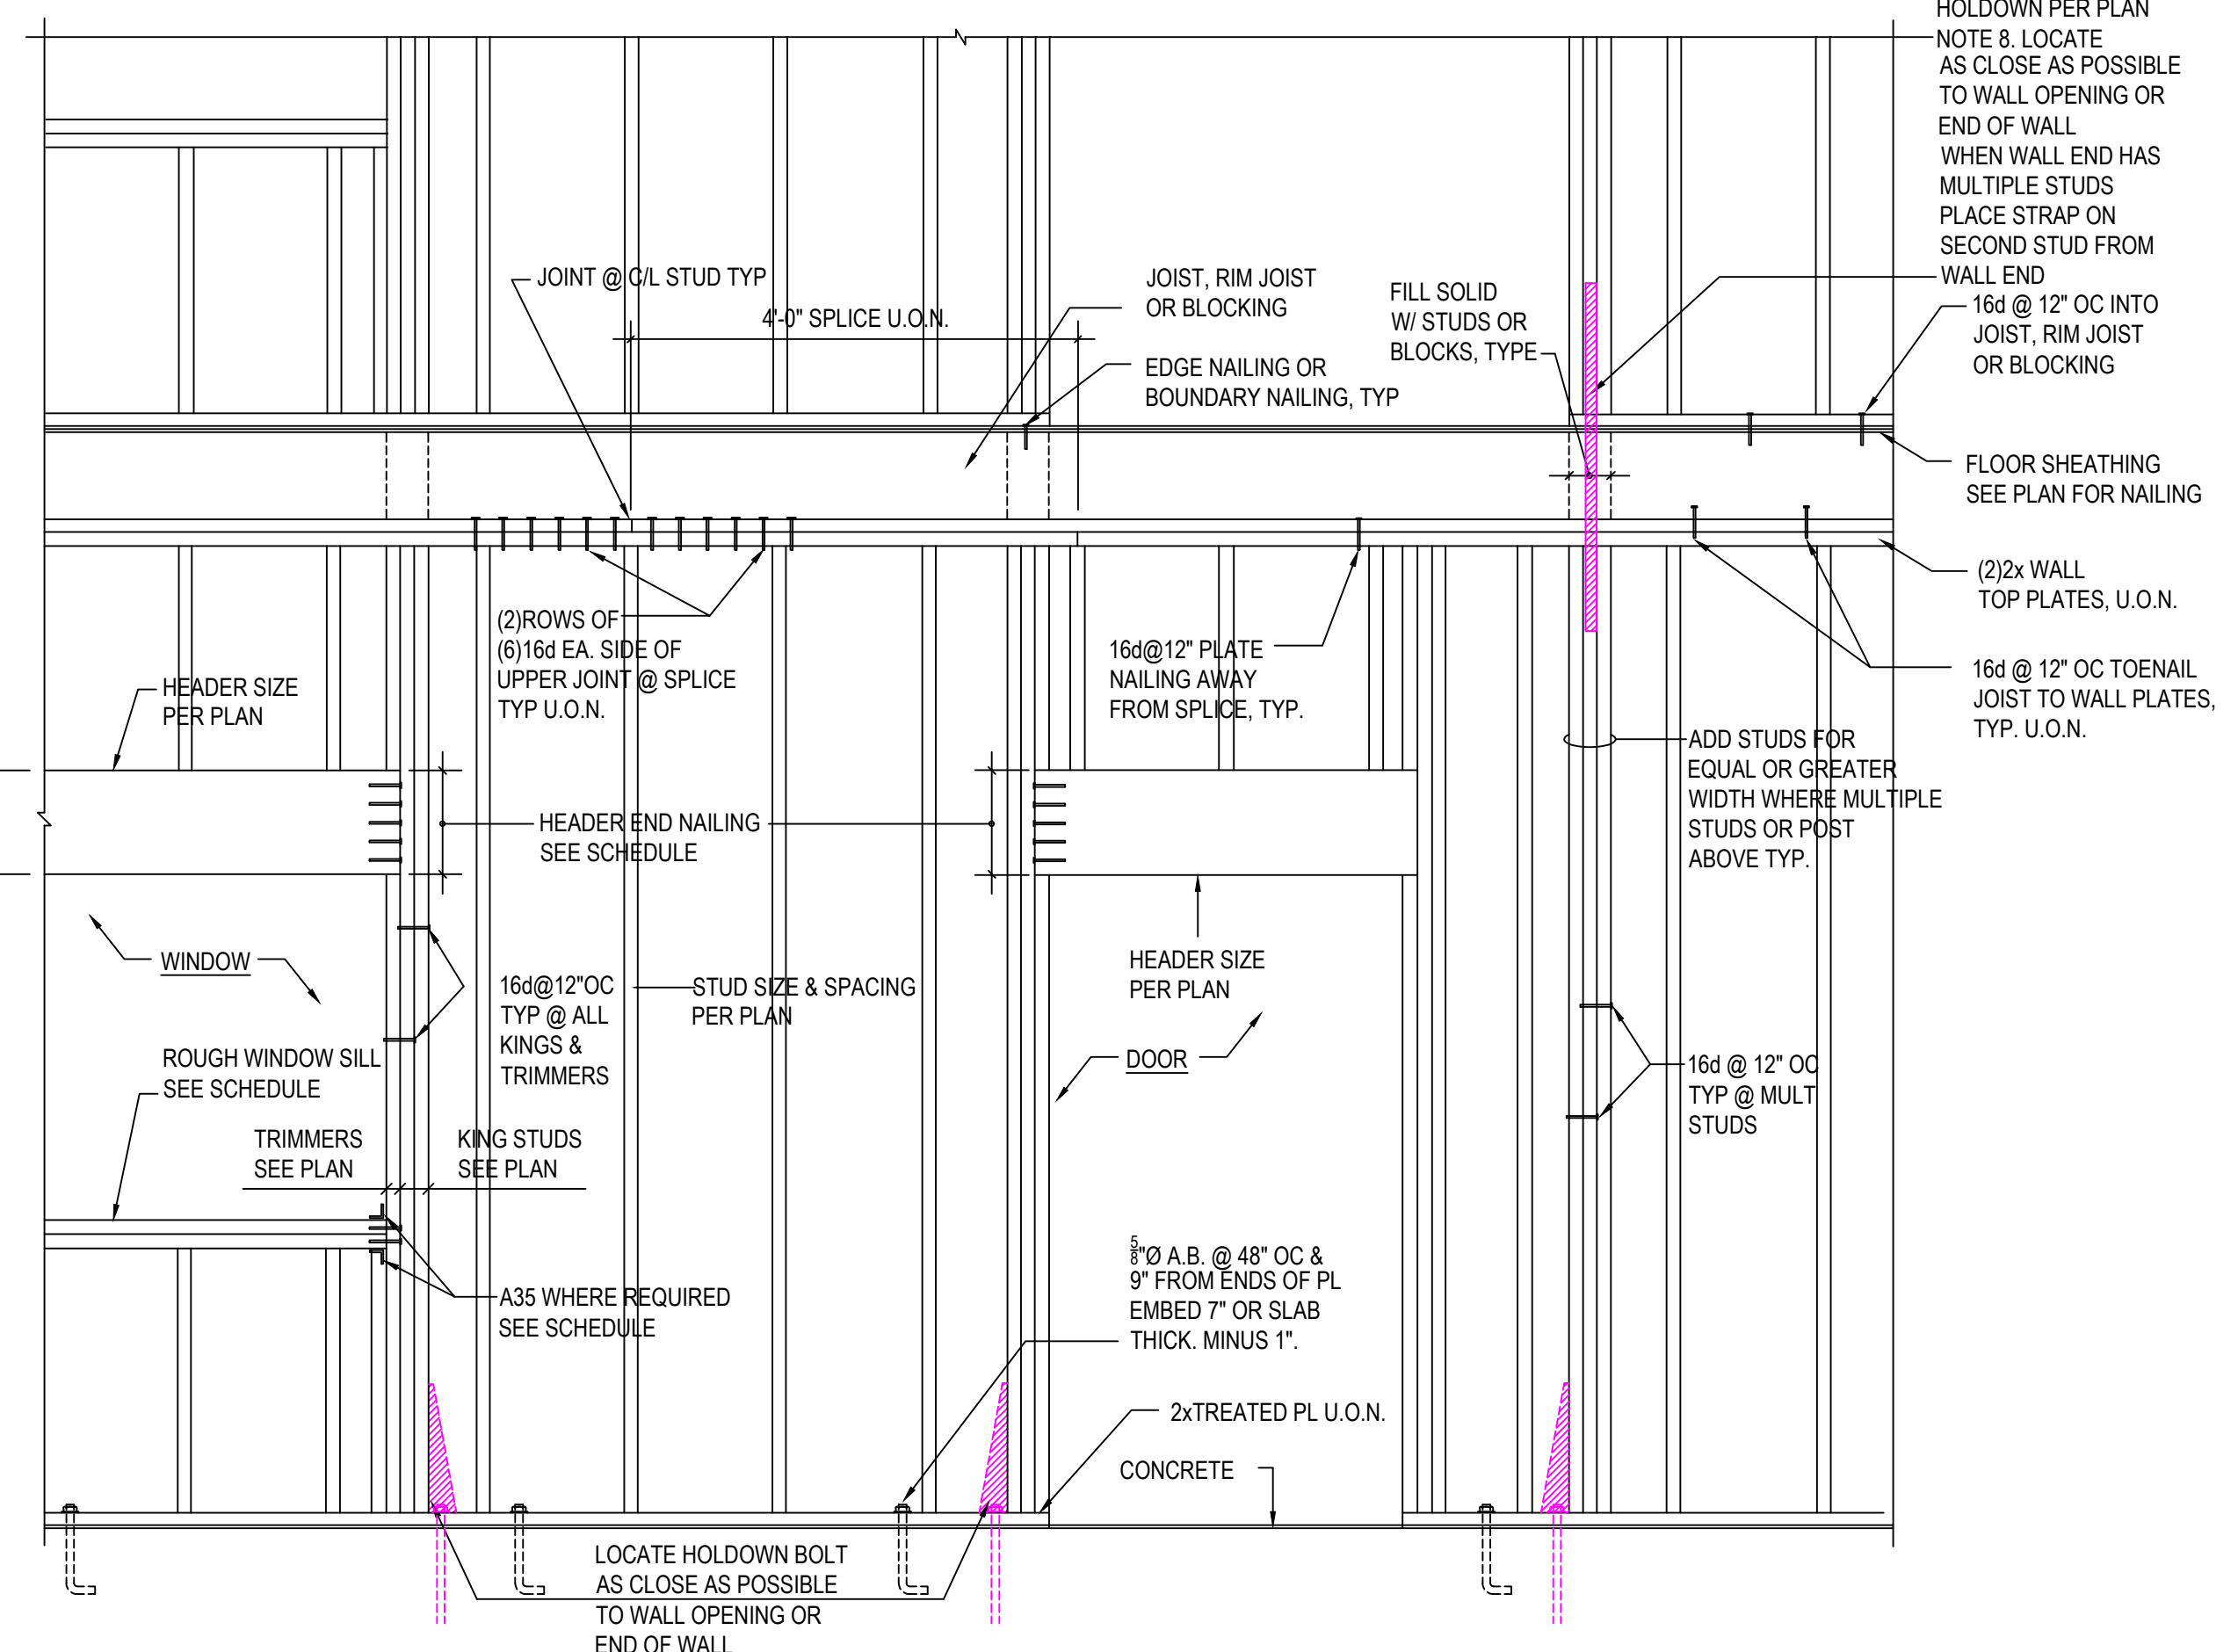 HOLDOWN PER PLAN
NOTE 8. LOCATE
AS CLOSE AS POSSIBLE
TO WALL OPENING OR
END OF WALL
WHEN WALL END HAS
MULTIPLE STUDS
PLACE STRAP ON
SECOND STUD FROM
WALL END
JOINT @ C/L STUD TYP
4'-0" SPLICE U.O.N.
JOIST, RIM JOIST
OR BLOCKING
EDGE NAILING OR
BOUNDARY NAILING, TYP
FILL SOLID
W/ STUDS OR
BLOCKS, TYPE
16d @ 12" OC INTO
JOIST, RIM JOIST
OR BLOCKING
FLOOR SHEATHING
SEE PLAN FOR NAILING
(2)2x WALL
TOP PLATES, U.O.N.
16d @ 12" OC TOENAIL
JOIST TO WALL PLATES,
TYP. U.O.N.
(2)ROWS OF
(6)16d EA. SIDE OF
UPPER JOINT @ SPLICE
TYP U.O.N.
16d@12" PLATE
NAILING AWAY
FROM SPLICE, TYP.
HEADER SIZE
PER PLAN
HEADER END NAILING
SEE SCHEDULE
ADD STUDS FOR
EQUAL OR GREATER
WIDTH WHERE MULTIPLE
STUDS OR POST
ABOVE TYP.
WINDOW
16d@12"OC
TYP @ ALL
KINGS &
TRIMMERS
STUD SIZE & SPACING
PER PLAN
HEADER SIZE
PER PLAN
DOOR
16d @ 12" OC
TYP @ MULT
STUDS
ROUGH WINDOW SILL
SEE SCHEDULE
TRIMMERS
SEE PLAN
KING STUDS
SEE PLAN
A35 WHERE REQUIRED
SEE SCHEDULE
5/8"Ø A.B. @ 48" OC &
9" FROM ENDS OF PL
EMBED 7" OR SLAB
THICK. MINUS 1".
2xTREATED PL U.O.N.
CONCRETE
LOCATE HOLDOWN BOLT
AS CLOSE AS POSSIBLE
TO WALL OPENING OR
END OF WALL